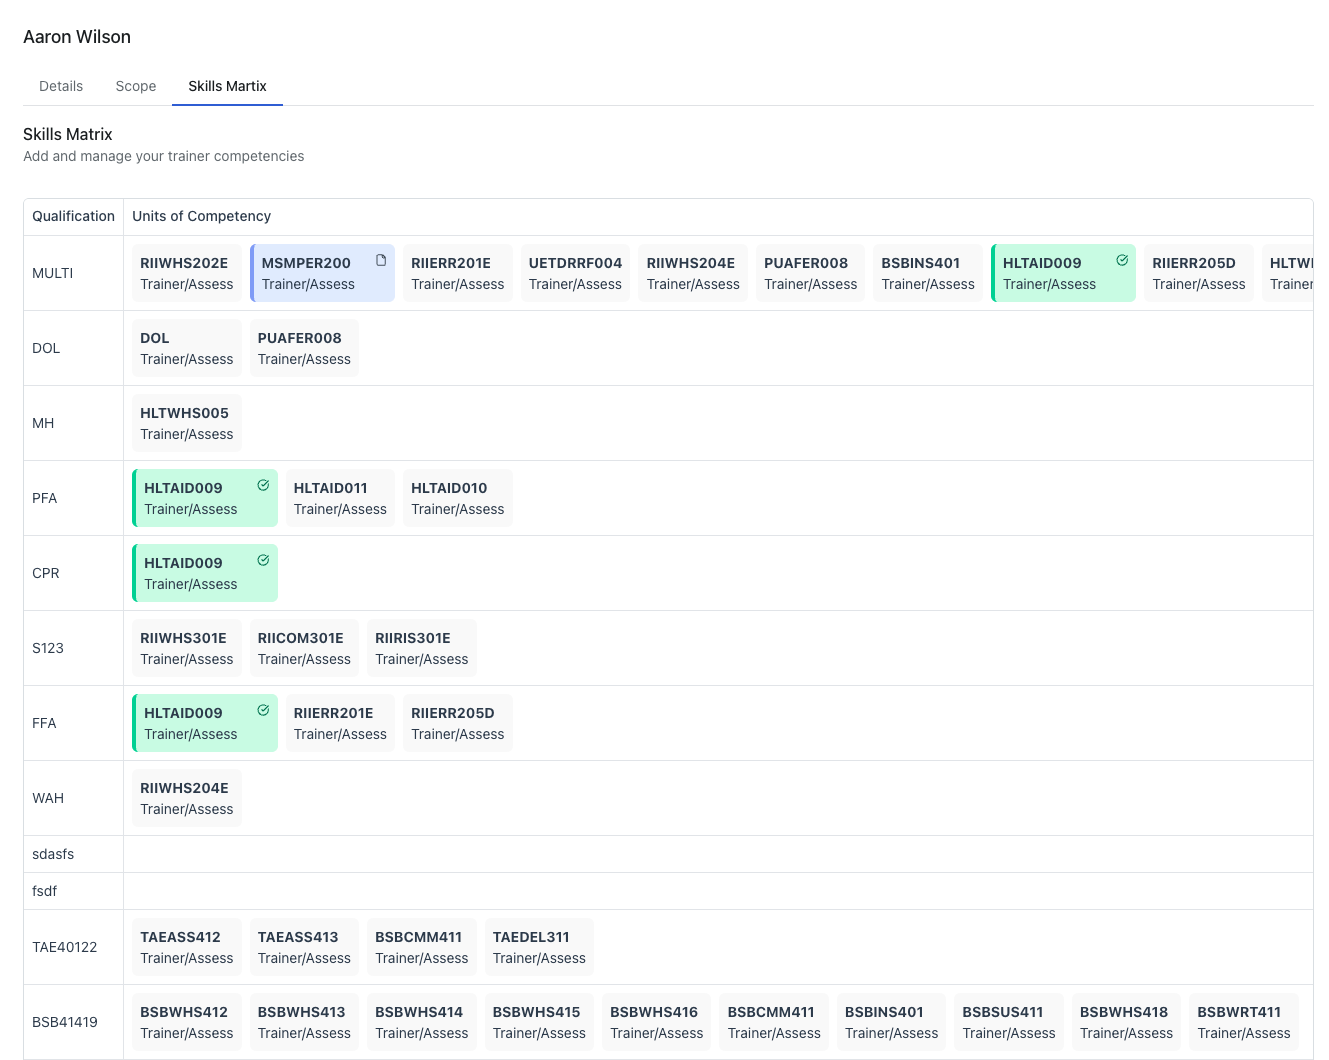 Aaron Wilson
Details Scope Skills Martix
Skills Matrix
Add and manage your trainer competencies
Qualification Units of Competency
MULTI
RIIWHS202E MSMPER200 RIIERR201E UETDRRF004 RIIWHS204E PUAFER008 BSBINS401 HLTAID009 RIIERR205D
Trainer/Assess Trainer/Assess Trainer/Assess Trainer/Assess Trainer/Assess Trainer/Assess Trainer/Assess Trainer/Assess Trainer/Assess
DOL
DOL PUAFER008
Trainer/Assess Trainer/Assess
MH
HLTWHS005
Trainer/Assess
PFA
HLTAID009 HLTAID011 HLTAID010
Trainer/Assess Trainer/Assess Trainer/Assess
CPR
HLTAID009
Trainer/Assess
S123
RIIWHS301E RIICOM301E RIIRIS301E
Trainer/Assess Trainer/Assess Trainer/Assess
FFA
HLTAID009 RIIERR201E RIIERR205D
Trainer/Assess Trainer/Assess Trainer/Assess
WAH
RIIWHS204E
Trainer/Assess
sdasfs
fsdf
TAE40122
TAEASS412 TAEASS413 BSBCMM411 TAEDEL311
Trainer/Assess Trainer/Assess Trainer/Assess Trainer/Assess
BSB41419
BSBWHS412 BSBWHS413 BSBWHS414 BSBWHS415 BSBWHS416 BSBCMM411 BSBINS401 BSBSUS411 BSBWHS418 BSBWRT411
Trainer/Assess Trainer/Assess Trainer/Assess Trainer/Assess Trainer/Assess Trainer/Assess Trainer/Assess Trainer/Assess Trainer/Assess Trainer/Assess